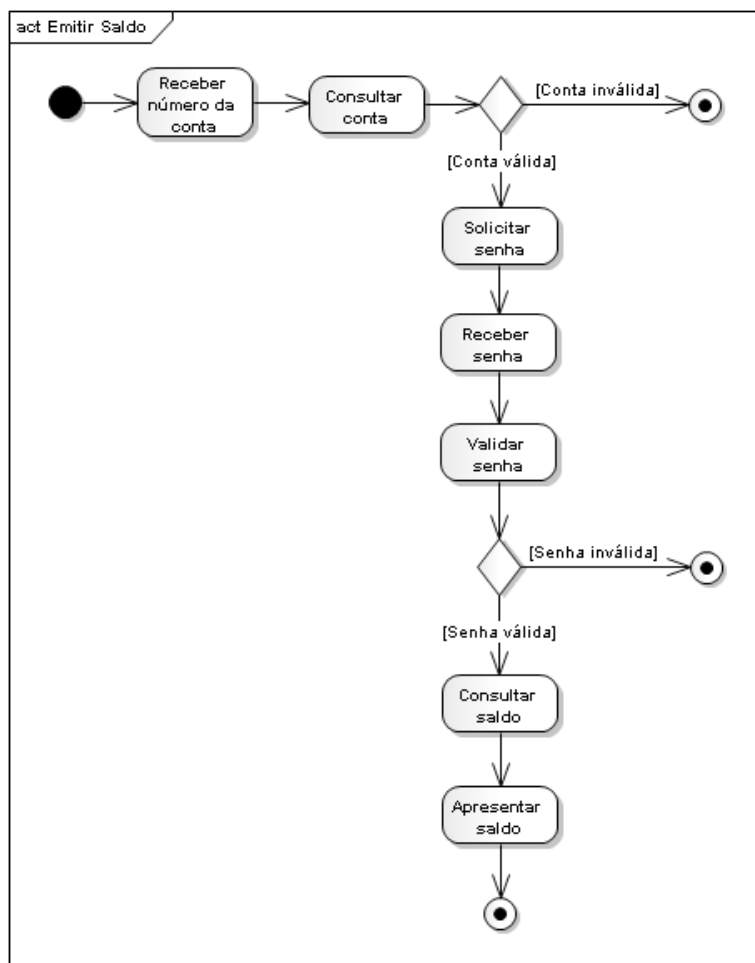 act Emitir Saldo
Receber
número da
conta
Consultar
conta
[Conta inválida]
[Conta válida]
Solicitar
senha
Receber
senha
Validar
senha
[Senha inválida]
[Senha válida]
Consultar
saldo
Apresentar
saldo